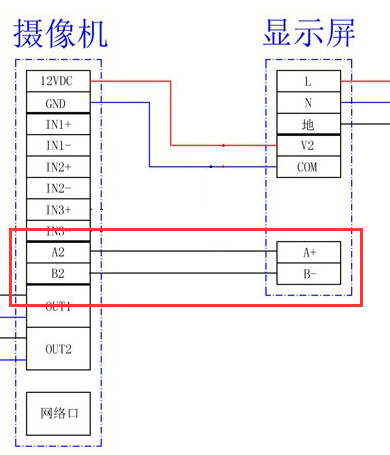 摄像机
显示屏
12VDC
GND
IN1+
IN1-
IN2+
IN2-
IN3+
IN3-
A2
B2
OUT1
OUT2
网络口
L
N
地
V2
COM
A+
B-